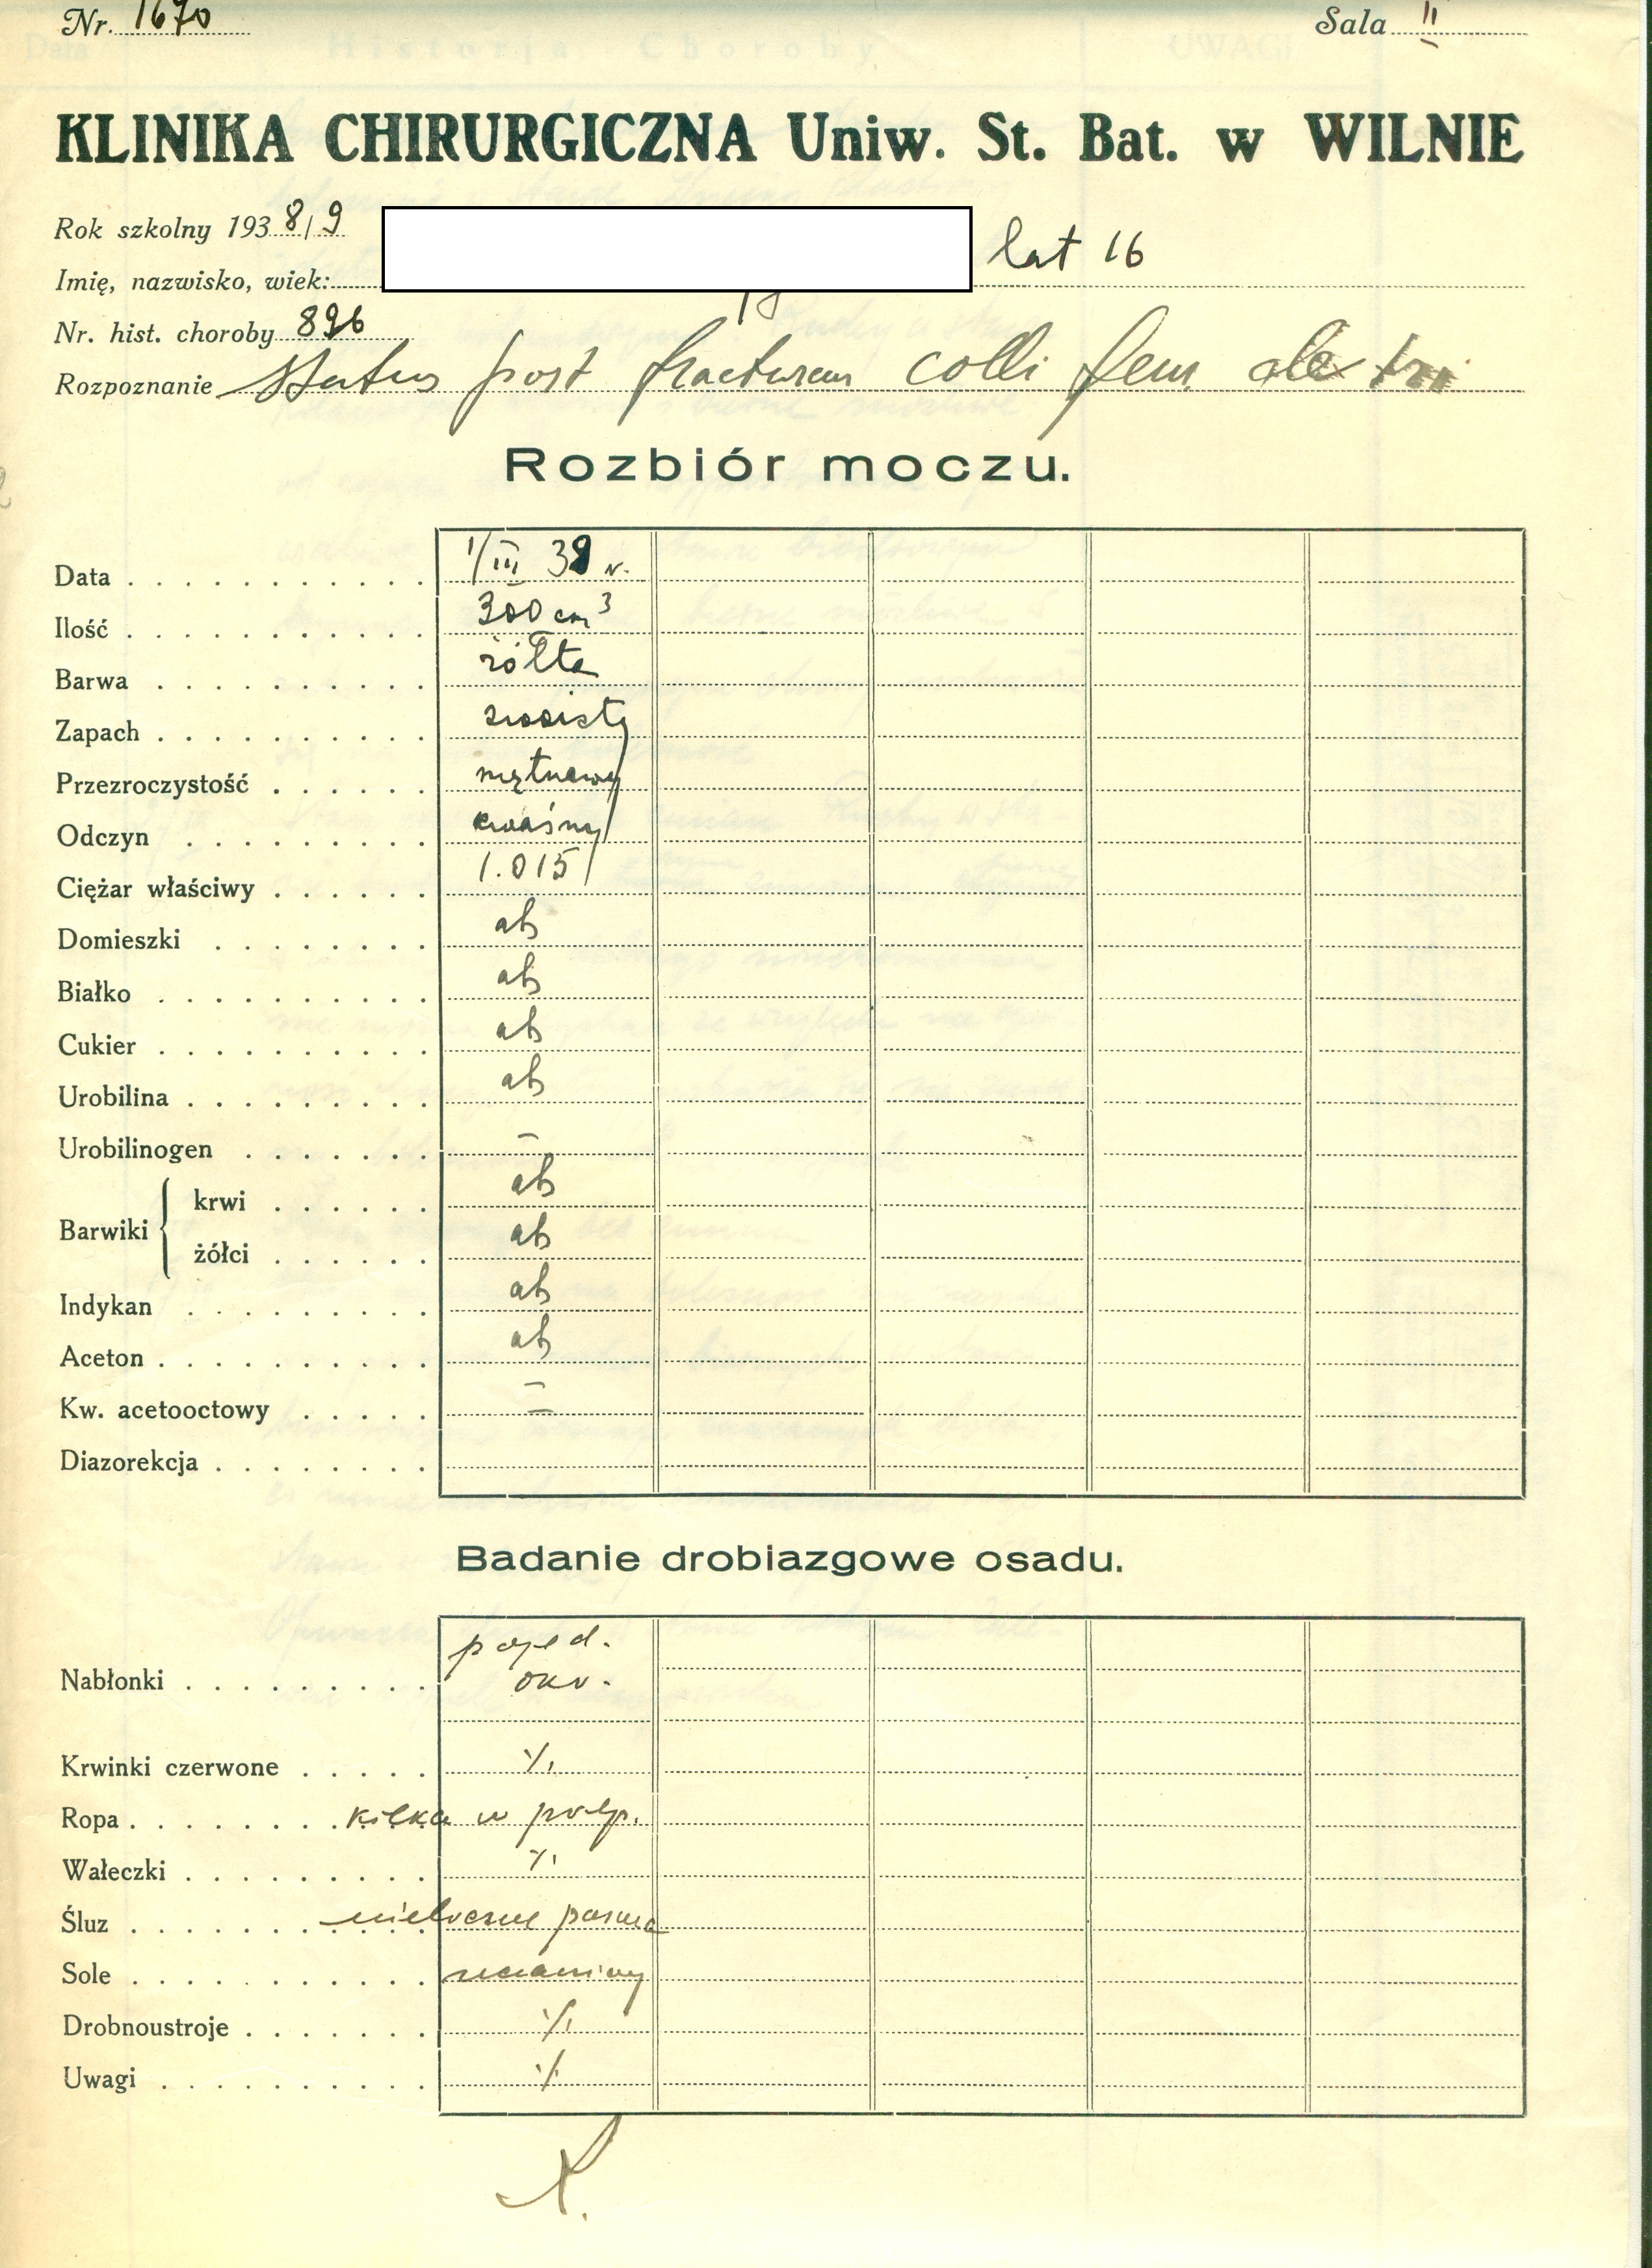 Nr. 1670 Sala II
KLINIKA CHIRURGICZNA Uniw. St. Bat. w WILNIE
Rok szkolny 1938/9
Imię, nazwisko, wiek: lat 16
Nr. hist. choroby 896
Rozpoznanie Status post fracturam colli fem dextri
Rozbiór moczu.
Data 1/III 39 r.
Ilość 300 cm³
Barwa żółta
Zapach swoisty
Przezroczystość mętnawy
Odczyn kwaśny
Ciężar właściwy 1.015
Domieszki ab
Białko ab
Cukier ab
Urobilina ab
Urobilinogen –
Barwiki krwi ab
żółci ab
Indykan ab
Aceton ab
Kw. acetooctowy –
Diazorekcja
Badanie drobiazgowe osadu.
Nabłonki pojed.
okr.
Krwinki czerwone ·/.
Ropa kilka w polp.
Wałeczki ·/.
Śluz nieliczne pasma
Sole
Drobnoustroje ·/.
Uwagi ·/.